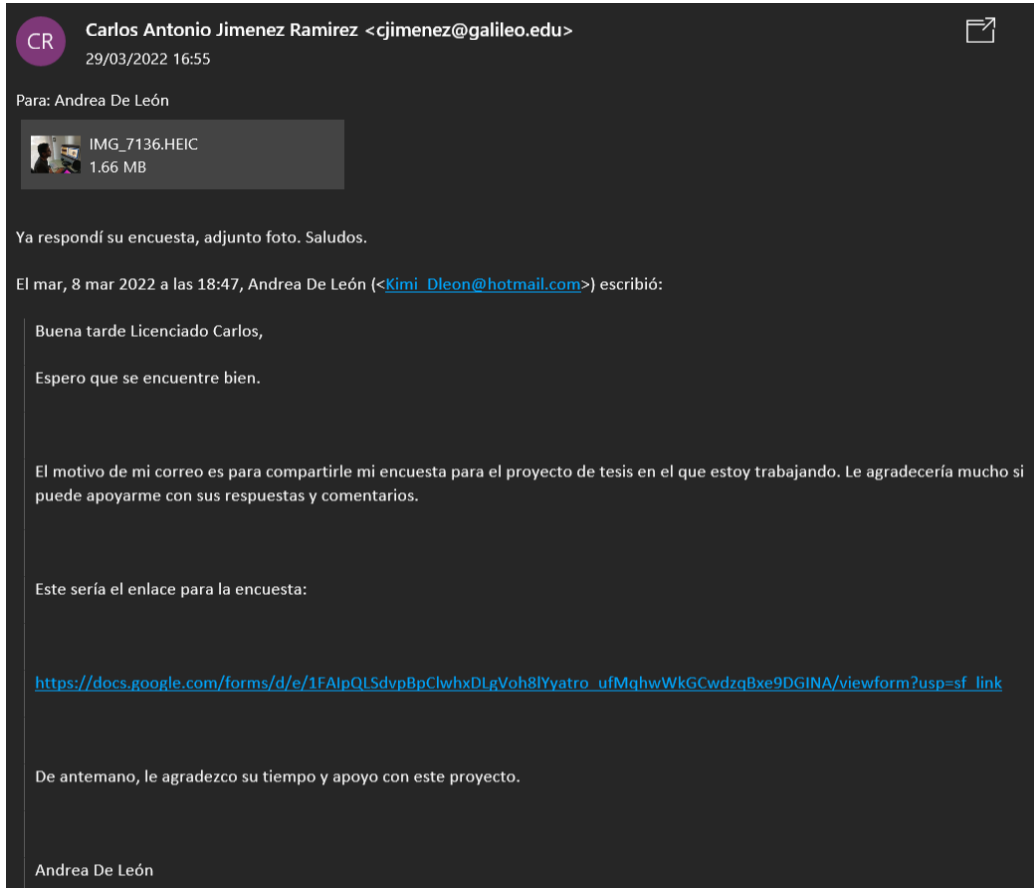 CR
Carlos Antonio Jimenez Ramirez <cjimenez@galileo.edu>
29/03/2022 16:55
Para: Andrea De León
IMG_7136.HEIC
1.66 MB
Ya respondí su encuesta, adjunto foto. Saludos.
El mar, 8 mar 2022 a las 18:47, Andrea De León (<Kimi_Dleon@hotmail.com>) escribió:
Buena tarde Licenciado Carlos,
Espero que se encuentre bien.
El motivo de mi correo es para compartirle mi encuesta para el proyecto de tesis en el que estoy trabajando. Le agradecería mucho si
puede apoyarme con sus respuestas y comentarios.
Este sería el enlace para la encuesta:
https://docs.google.com/forms/d/e/1FAIpQLSdvpBpClwhxDLgVoh8lYyatro_ufMqhwWkGCwdzqBxe9DGINA/viewform?usp=sf_link
De antemano, le agradezco su tiempo y apoyo con este proyecto.
Andrea De León